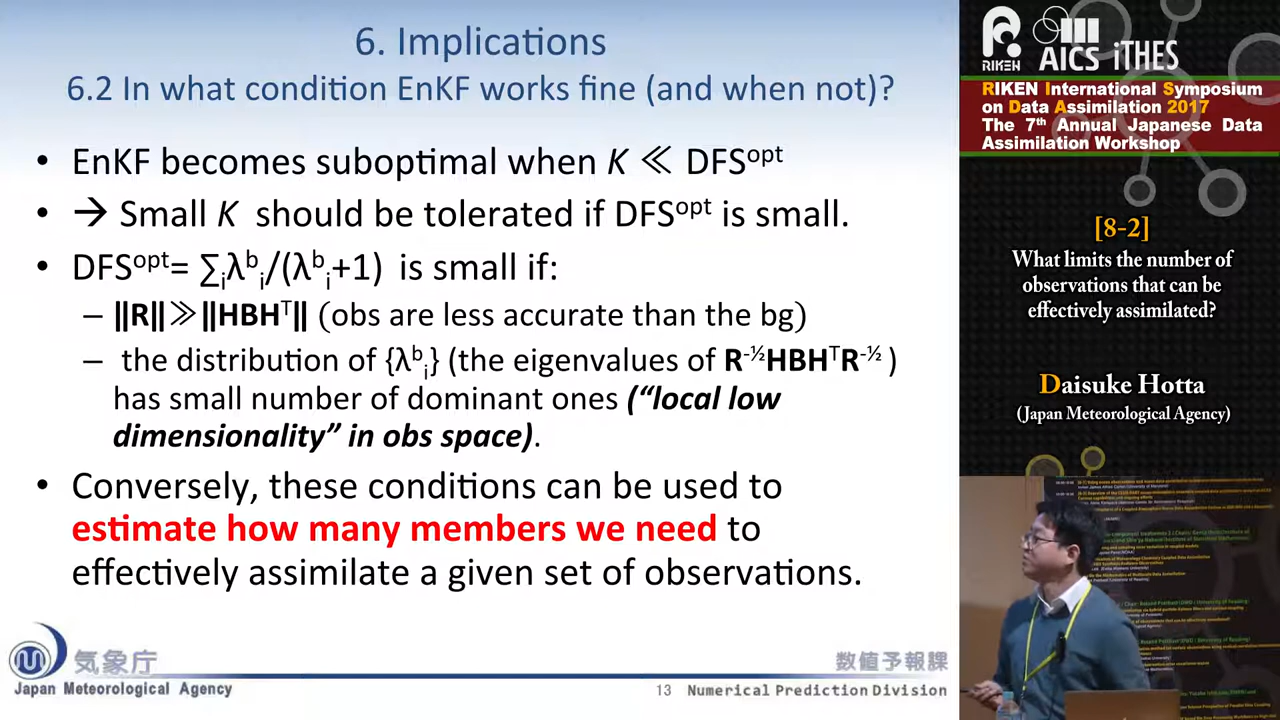 6. Implications
6.2 In what condition EnKF works fine (and when not)?
• EnKF becomes suboptimal when K ≪ DFSᵒᵖᵗ
• → Small K should be tolerated if DFSᵒᵖᵗ is small.
• DFSᵒᵖᵗ= ∑ᵢλᵇᵢ/(λᵇᵢ+1) is small if:
– ‖R‖≫‖HBHᵀ‖ (obs are less accurate than the bg)
– the distribution of {λᵇᵢ} (the eigenvalues of R⁻½HBHᵀR⁻½ )
has small number of dominant ones (“local low
dimensionality” in obs space).
• Conversely, these conditions can be used to
estimate how many members we need to
effectively assimilate a given set of observations.
気象庁
Japan Meteorological Agency
数値予報課
13 Numerical Prediction Division
RIKEN AICS iTHES
RIKEN International Symposium
on Data Assimilation 2017
The 7th Annual Japanese Data
Assimilation Workshop
[8-2]
What limits the number of
observations that can be
effectively assimilated?
Daisuke Hotta
(Japan Meteorological Agency)